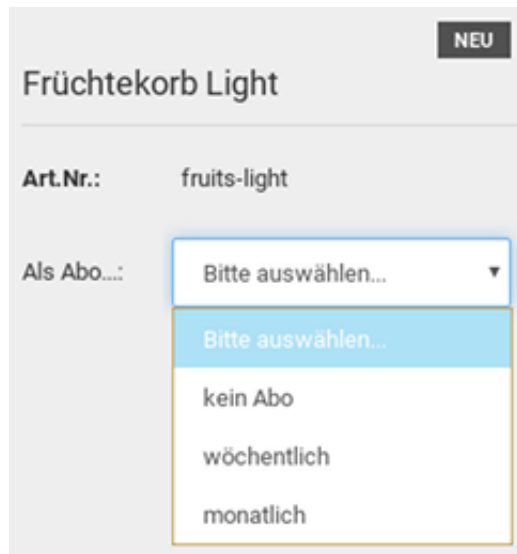 NEU
Früchtekorb Light
Art.Nr.: fruits-light
Als Abo...: Bitte auswählen...
Bitte auswählen...
kein Abo
wöchentlich
monatlich